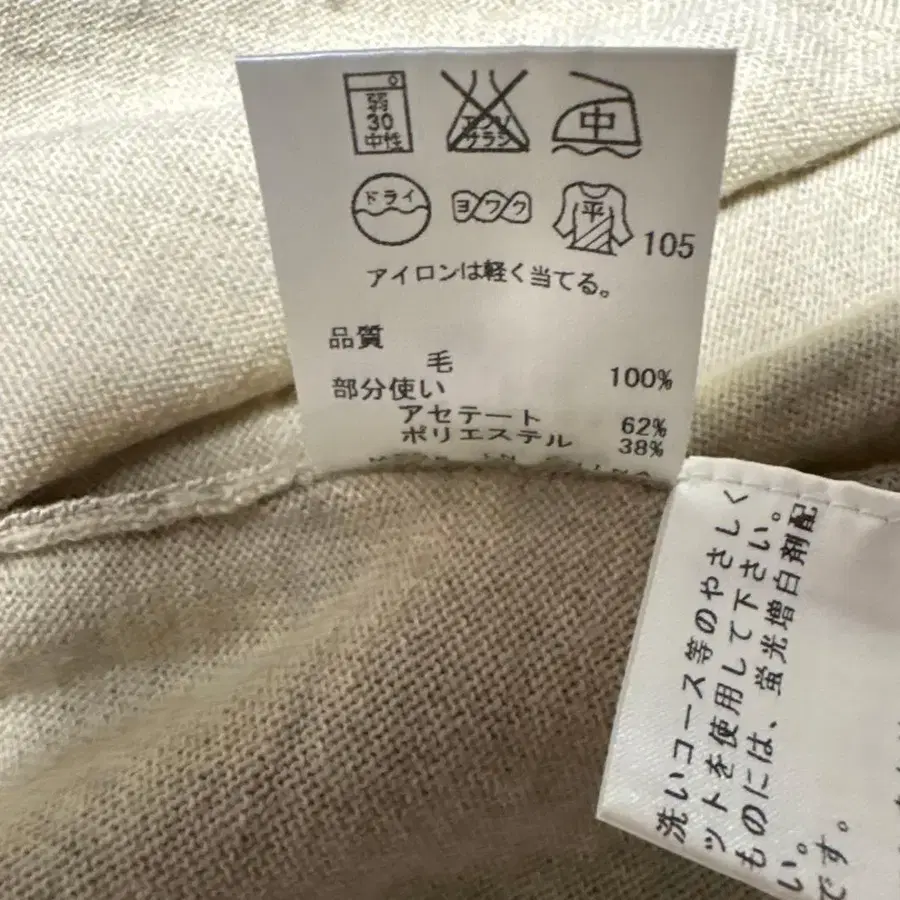 弱
30
中性
エンソ
サラシ
中
ドライ
ヨワク
平
105
アイロンは軽く当てる。
品質
毛 100%
部分使い
アセテート 62%
ポリエステル 38%
洗いコース等のやさしく
ットを使用して下さい。
ものには、蛍光増白剤配
い。
です。